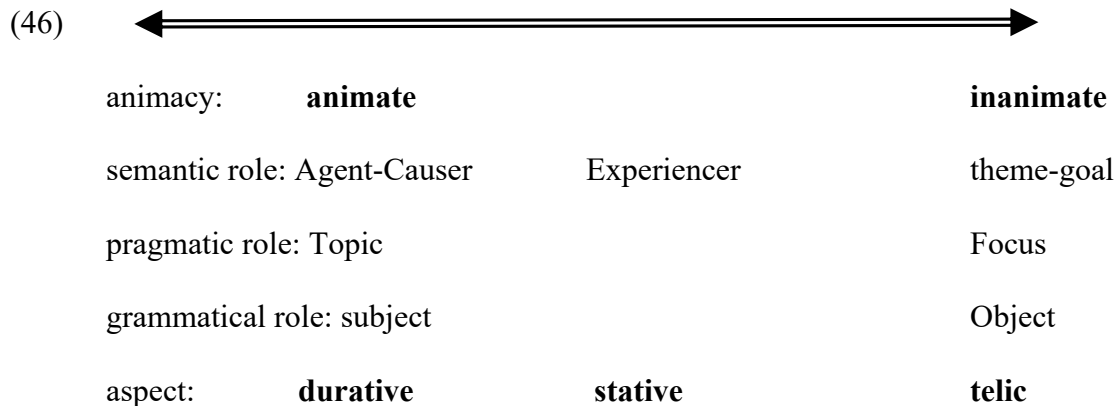 (46)
animacy: animate inanimate
semantic role: Agent-Causer Experiencer theme-goal
pragmatic role: Topic Focus
grammatical role: subject Object
aspect: durative stative telic